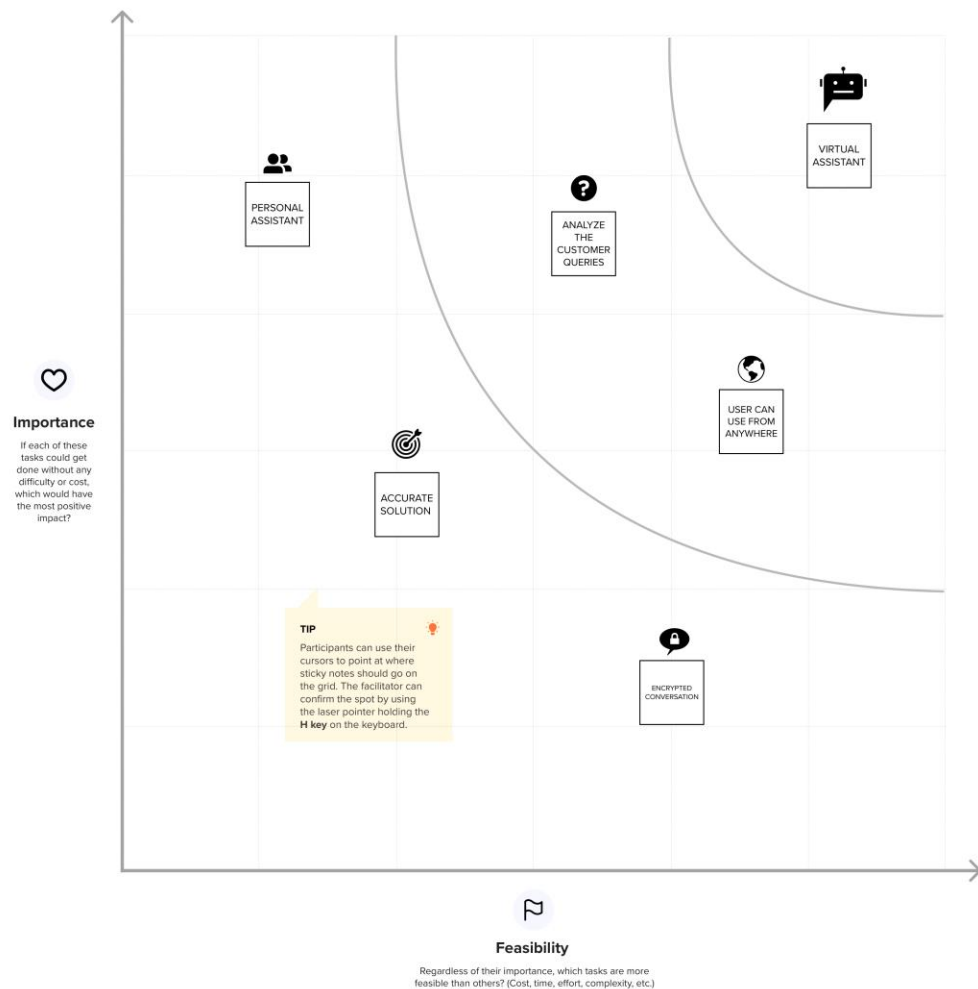 VIRTUAL
ASSISTANT
PERSONAL
ASSISTANT
ANALYZE
THE
CUSTOMER
QUERIES
USER CAN
USE FROM
ANYWHERE
Importance
If each of these
tasks could get
done without any
difficulty or cost,
which would have
the most positive
impact?
ACCURATE
SOLUTION
TIP
Participants can use their
cursors to point at where
sticky notes should go on
the grid. The facilitator can
confirm the spot by using
the laser pointer holding the
H key on the keyboard.
ENCRYPTED
CONVERSATION
Feasibility
Regardless of their importance, which tasks are more
feasible than others? (Cost, time, effort, complexity, etc.)